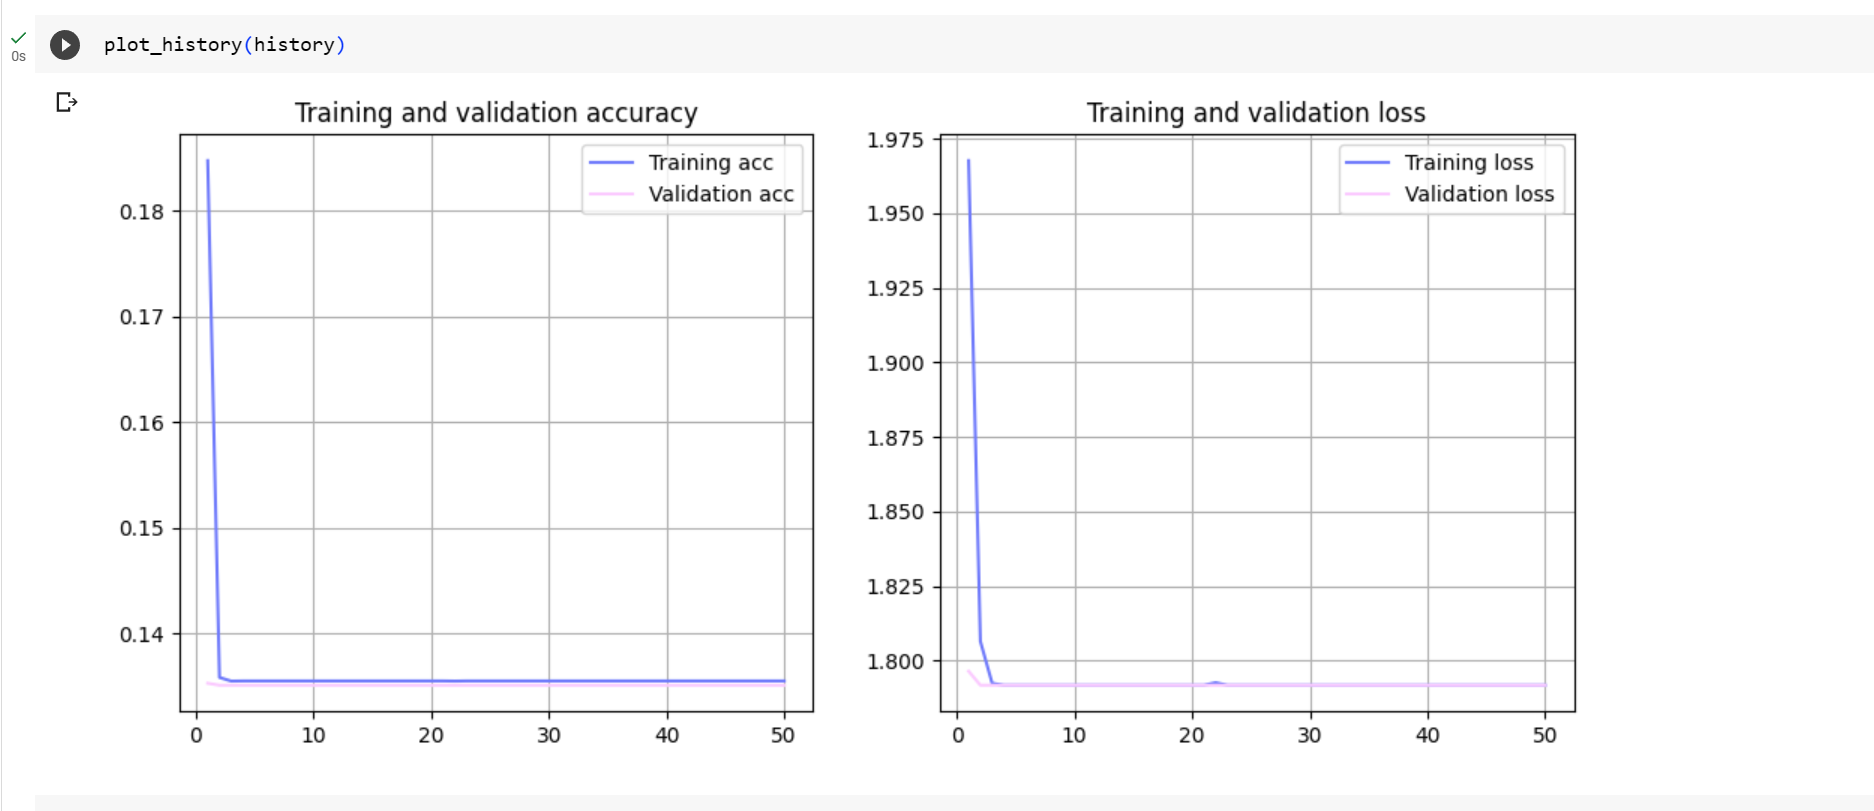 plot_history(history)
0s
Training and validation accuracy
Training acc
Validation acc
0.18
0.17
0.16
0.15
0.14
0 10 20 30 40 50
Training and validation loss
Training loss
Validation loss
1.975
1.950
1.925
1.900
1.875
1.850
1.825
1.800
0 10 20 30 40 50